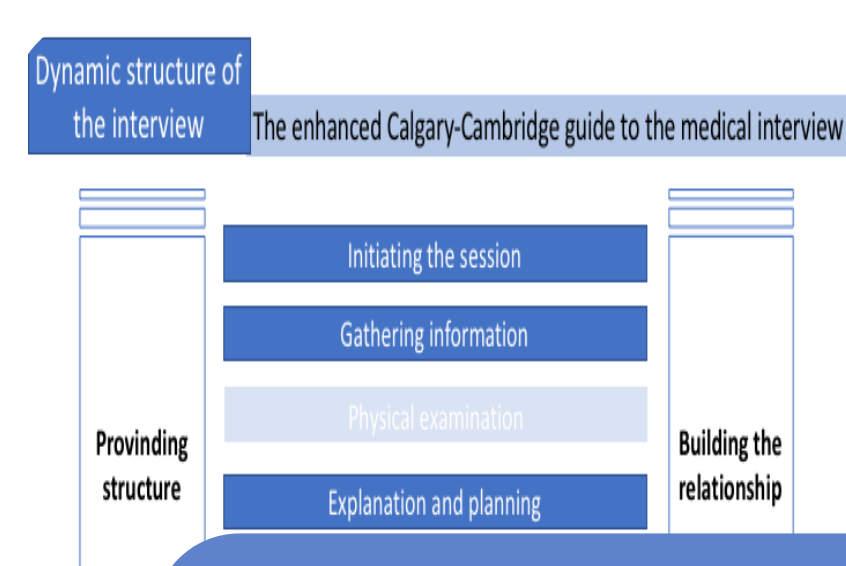 Dynamic structure of
the interview
The enhanced Calgary-Cambridge guide to the medical interview
Initiating the session
Gathering information
Physical examination
Provinding
structure
Building the
relationship
Explanation and planning